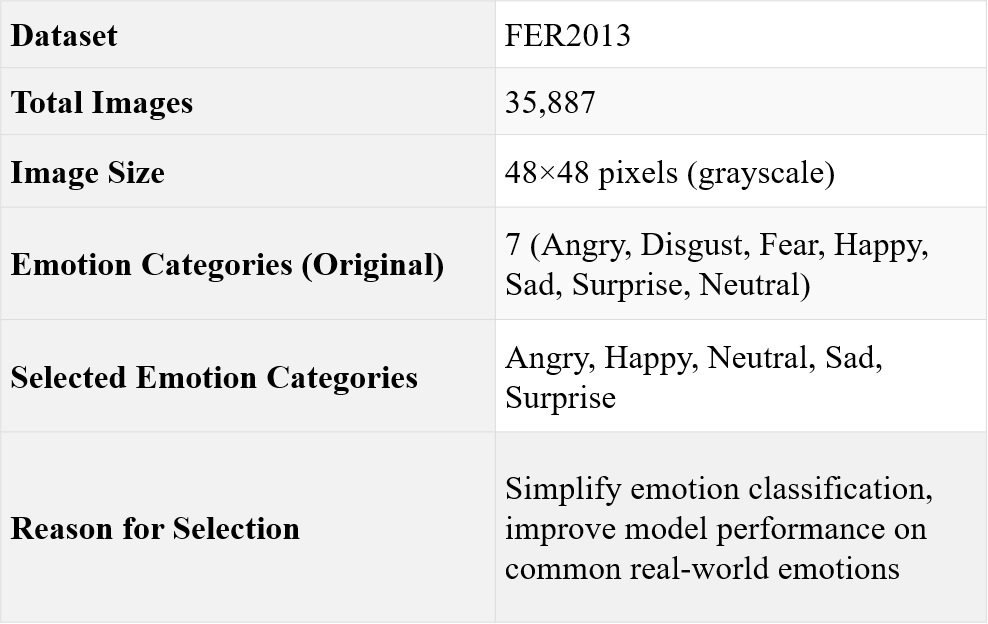 Dataset
FER2013
Total Images
35,887
Image Size
48×48 pixels (grayscale)
Emotion Categories (Original)
7 (Angry, Disgust, Fear, Happy,
Sad, Surprise, Neutral)
Selected Emotion Categories
Angry, Happy, Neutral, Sad,
Surprise
Reason for Selection
Simplify emotion classification,
improve model performance on
common real-world emotions